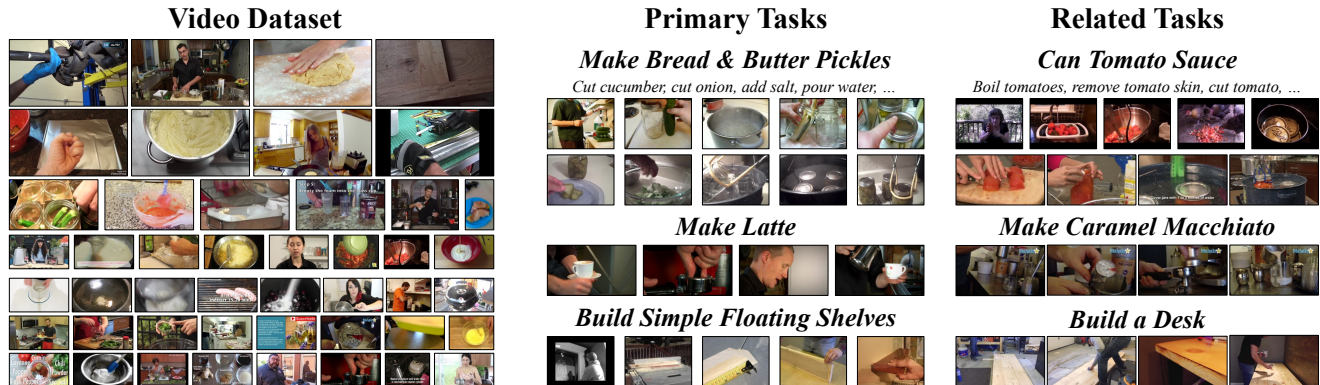 Video Dataset
Primary Tasks
Related Tasks
Make Bread & Butter Pickles
Cut cucumber, cut onion, add salt, pour water, …
Can Tomato Sauce
Boil tomatoes, remove tomato skin, cut tomato, …
Make Latte
Make Caramel Macchiato
Build Simple Floating Shelves
Build a Desk